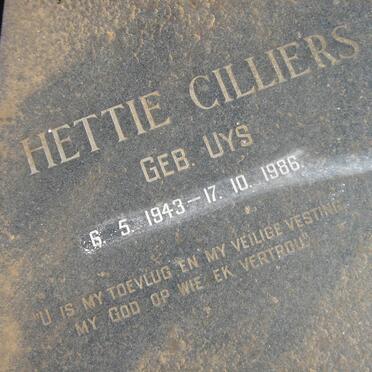 HETTIE CILLIERS
GEB. UYS
6. 5. 1943 – 17. 10. 1986.
"U IS MY TOEVLUG EN MY VEILIGE VESTING,
MY GOD OP WIE EK VERTROU"